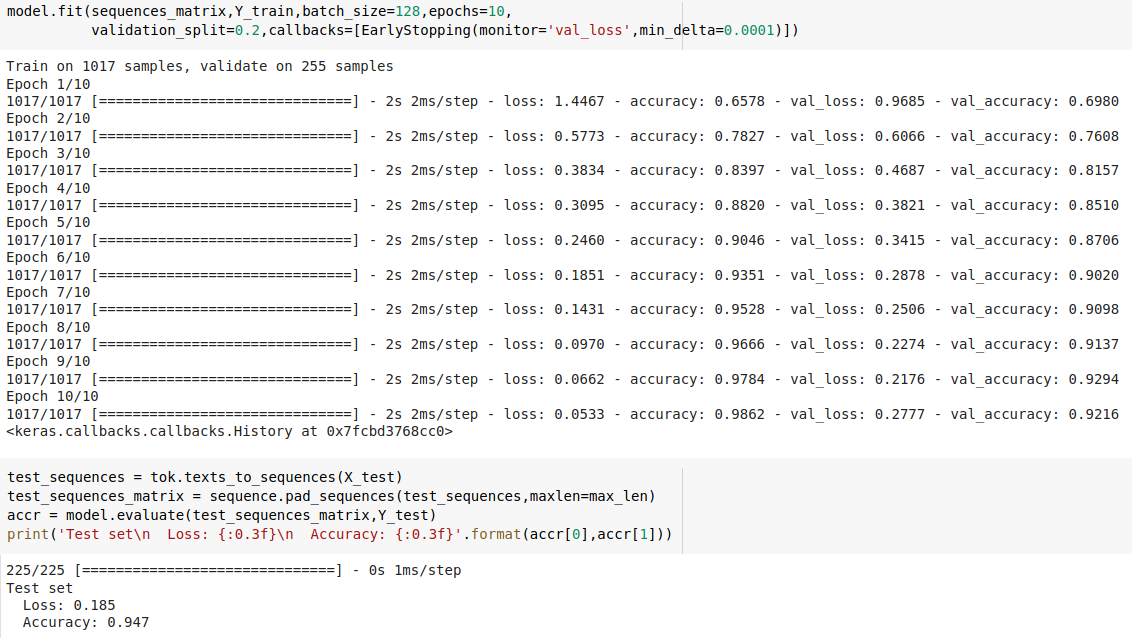 model.fit(sequences_matrix,Y_train,batch_size=128,epochs=10,
          validation_split=0.2,callbacks=[EarlyStopping(monitor='val_loss',min_delta=0.0001)])
Train on 1017 samples, validate on 255 samples
Epoch 1/10
1017/1017 [==============================] - 2s 2ms/step - loss: 1.4467 - accuracy: 0.6578 - val_loss: 0.9685 - val_accuracy: 0.6980
Epoch 2/10
1017/1017 [==============================] - 2s 2ms/step - loss: 0.5773 - accuracy: 0.7827 - val_loss: 0.6066 - val_accuracy: 0.7608
Epoch 3/10
1017/1017 [==============================] - 2s 2ms/step - loss: 0.3834 - accuracy: 0.8397 - val_loss: 0.4687 - val_accuracy: 0.8157
Epoch 4/10
1017/1017 [==============================] - 2s 2ms/step - loss: 0.3095 - accuracy: 0.8820 - val_loss: 0.3821 - val_accuracy: 0.8510
Epoch 5/10
1017/1017 [==============================] - 2s 2ms/step - loss: 0.2460 - accuracy: 0.9046 - val_loss: 0.3415 - val_accuracy: 0.8706
Epoch 6/10
1017/1017 [==============================] - 2s 2ms/step - loss: 0.1851 - accuracy: 0.9351 - val_loss: 0.2878 - val_accuracy: 0.9020
Epoch 7/10
1017/1017 [==============================] - 2s 2ms/step - loss: 0.1431 - accuracy: 0.9528 - val_loss: 0.2506 - val_accuracy: 0.9098
Epoch 8/10
1017/1017 [==============================] - 2s 2ms/step - loss: 0.0970 - accuracy: 0.9666 - val_loss: 0.2274 - val_accuracy: 0.9137
Epoch 9/10
1017/1017 [==============================] - 2s 2ms/step - loss: 0.0662 - accuracy: 0.9784 - val_loss: 0.2176 - val_accuracy: 0.9294
Epoch 10/10
1017/1017 [==============================] - 2s 2ms/step - loss: 0.0533 - accuracy: 0.9862 - val_loss: 0.2777 - val_accuracy: 0.9216
<keras.callbacks.callbacks.History at 0x7fcbd3768cc0>
test_sequences = tok.texts_to_sequences(X_test)
test_sequences_matrix = sequence.pad_sequences(test_sequences,maxlen=max_len)
accr = model.evaluate(test_sequences_matrix,Y_test)
print('Test set\n  Loss: {:0.3f}\n  Accuracy: {:0.3f}'.format(accr[0],accr[1]))
225/225 [==============================] - 0s 1ms/step
Test set
  Loss: 0.185
  Accuracy: 0.947